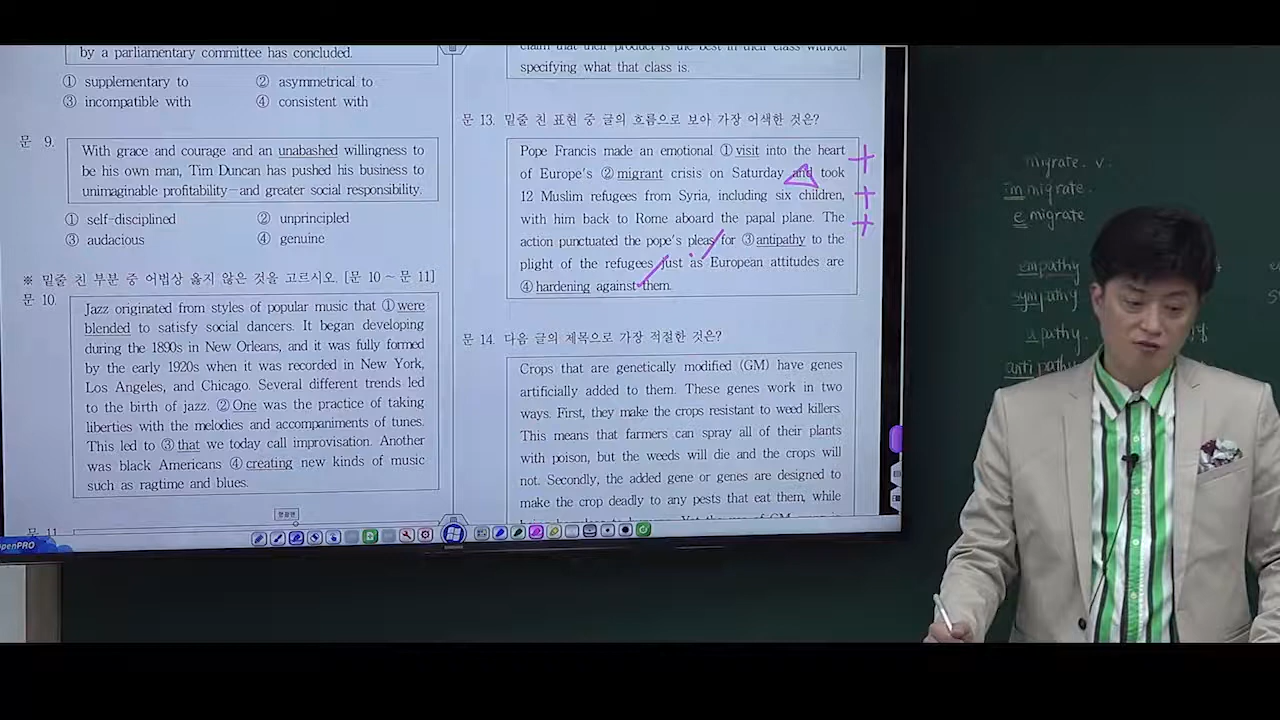 by a parliamentary committee has concluded.
① supplementary to
② asymmetrical to
③ incompatible with
④ consistent with
문 9.
With grace and courage and an unabashed willingness to
be his own man, Tim Duncan has pushed his business to
unimaginable profitability—and greater social responsibility.
① self-disciplined
② unprincipled
③ audacious
④ genuine
※ 밑줄 친 부분 중 어법상 옳지 않은 것을 고르시오. [문 10 ~ 문 11]
문 10.
Jazz originated from styles of popular music that ① were
blended to satisfy social dancers. It began developing
during the 1890s in New Orleans, and it was fully formed
by the early 1920s when it was recorded in New York,
Los Angeles, and Chicago. Several different trends led
to the birth of jazz. ② One was the practice of taking
liberties with the melodies and accompaniments of tunes.
This led to ③ that we today call improvisation. Another
was black Americans ④ creating new kinds of music
such as ragtime and blues.
문 11
claim that their product is the best in their class without
specifying what that class is.
문 13. 밑줄 친 표현 중 글의 흐름으로 보아 가장 어색한 것은?
Pope Francis made an emotional ① visit into the heart
of Europe's ② migrant crisis on Saturday and took
12 Muslim refugees from Syria, including six children,
with him back to Rome aboard the papal plane. The
action punctuated the pope's pleas for ③ antipathy to the
plight of the refugees just as European attitudes are
④ hardening against them.
문 14. 다음 글의 제목으로 가장 적절한 것은?
Crops that are genetically modified (GM) have genes
artificially added to them. These genes work in two
ways. First, they make the crops resistant to weed killers.
This means that farmers can spray all of their plants
with poison, but the weeds will die and the crops will
not. Secondly, the added gene or genes are designed to
make the crop deadly to any pests that eat them, while
OpenPRO
migrate. v.
immigrate.
emigrate
empathy
sympathy
apathy.
antipathy